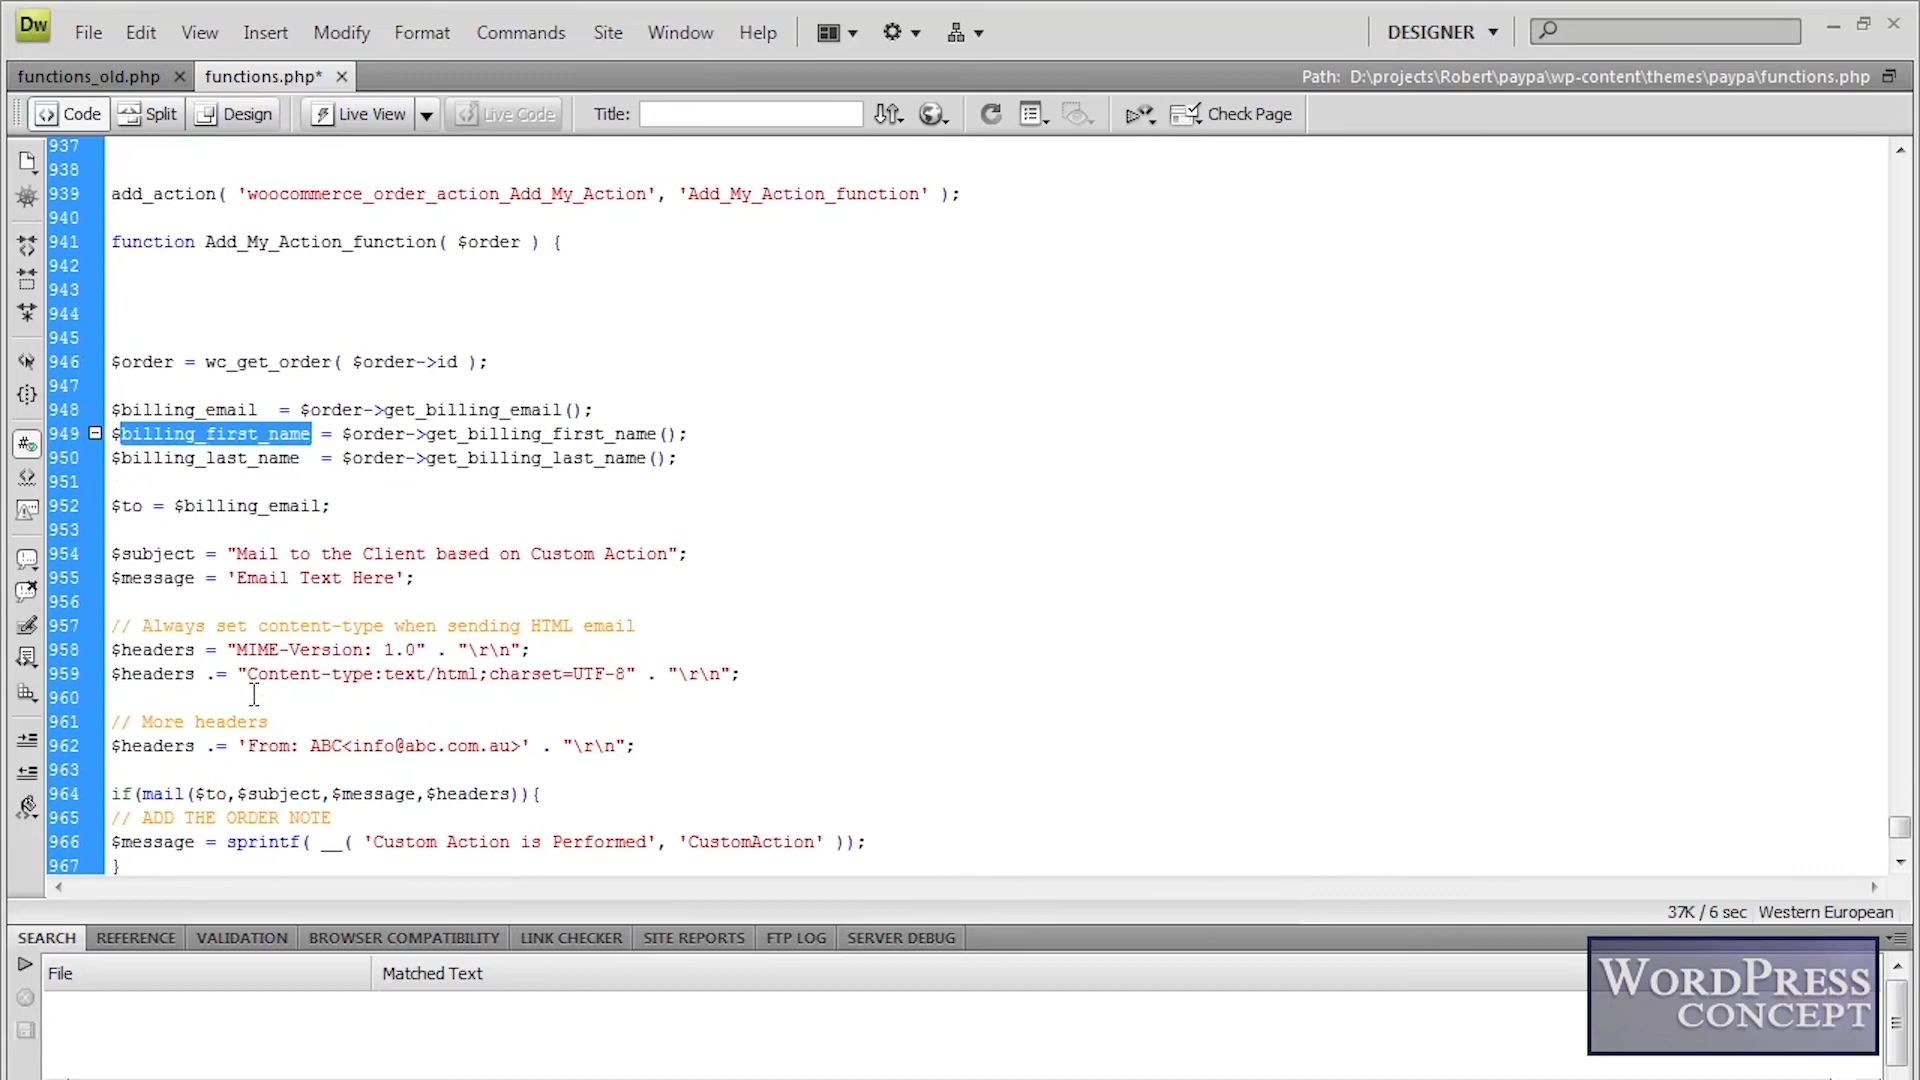 Dw File Edit View Insert Modify Format Commands Site Window Help DESIGNER
functions_old.php functions.php* Path: D:\projects\Robert\paypa\wp-content\themes\paypa\functions.php
Code Split Design Live View Live Code Title: Check Page
937
938
939 add_action( 'woocommerce_order_action_Add_My_Action', 'Add_My_Action_function' );
940
941 function Add_My_Action_function( $order ) {
942
943
944
945
946 $order = wc_get_order( $order->id );
947
948 $billing_email  = $order->get_billing_email();
949 $billing_first_name = $order->get_billing_first_name();
950 $billing_last_name  = $order->get_billing_last_name();
951
952 $to = $billing_email;
953
954 $subject = "Mail to the Client based on Custom Action";
955 $message = 'Email Text Here';
956
957 // Always set content-type when sending HTML email
958 $headers = "MIME-Version: 1.0" . "\r\n";
959 $headers .= "Content-type:text/html;charset=UTF-8" . "\r\n";
960
961 // More headers
962 $headers .= 'From: ABC<info@abc.com.au>' . "\r\n";
963
964 if(mail($to,$subject,$message,$headers)){
965 // ADD THE ORDER NOTE
966 $message = sprintf( __( 'Custom Action is Performed', 'CustomAction' ));
967 }
37K / 6 sec Western European
SEARCH REFERENCE VALIDATION BROWSER COMPATIBILITY LINK CHECKER SITE REPORTS FTP LOG SERVER DEBUG
File Matched Text
WORDPRESS
CONCEPT